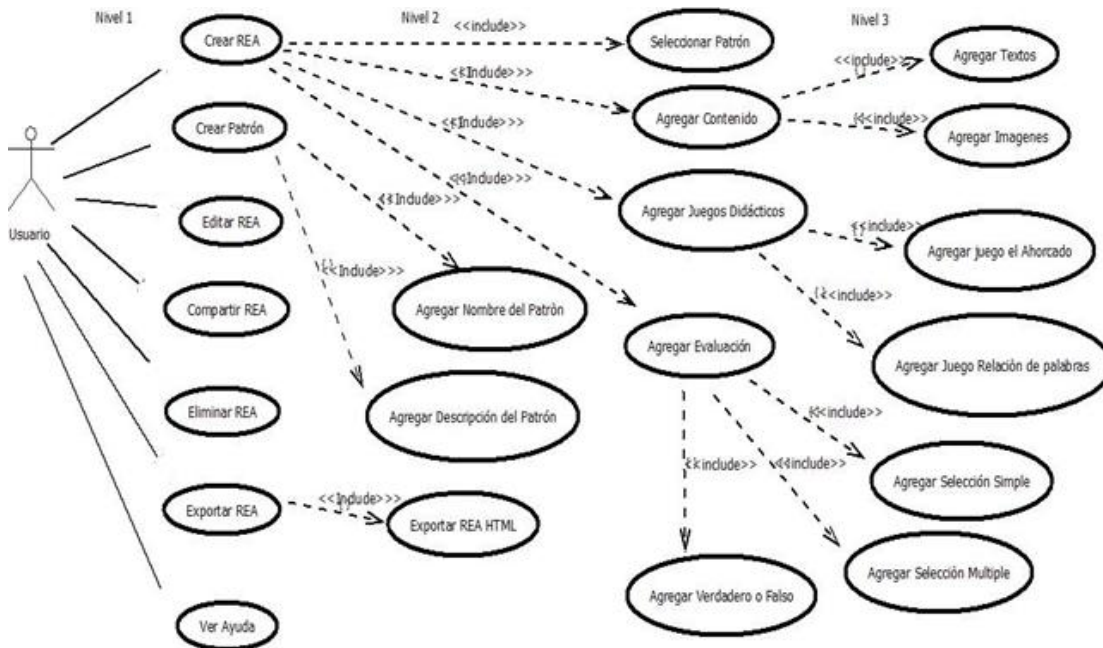 Nivel 1
Nivel 2
Nivel 3
Usuario
Crear REA
Crear Patrón
Editar REA
Compartir REA
Eliminar REA
Exportar REA
Ver Ayuda
<<include>>
<<Include>>>
<<Include>>>
<<Include>>>
<<Include>>>
<<Include>>>
<<Include>>>
Seleccionar Patrón
Agregar Contenido
Agregar Juegos Didácticos
Agregar Nombre del Patròn
Agregar Evaluación
Agregar Descripción del Patrón
Exportar REA HTML
<<include>>
<<include>>
<<include>>
<<include>>
<<include>>
<<include>>
<<include>>
Agregar Textos
Agregar Imagenes
Agregar juego el Ahorcado
Agregar Juego Relación de palabras
Agregar Selección Simple
Agregar Selección Multiple
Agregar Verdadero o Falso